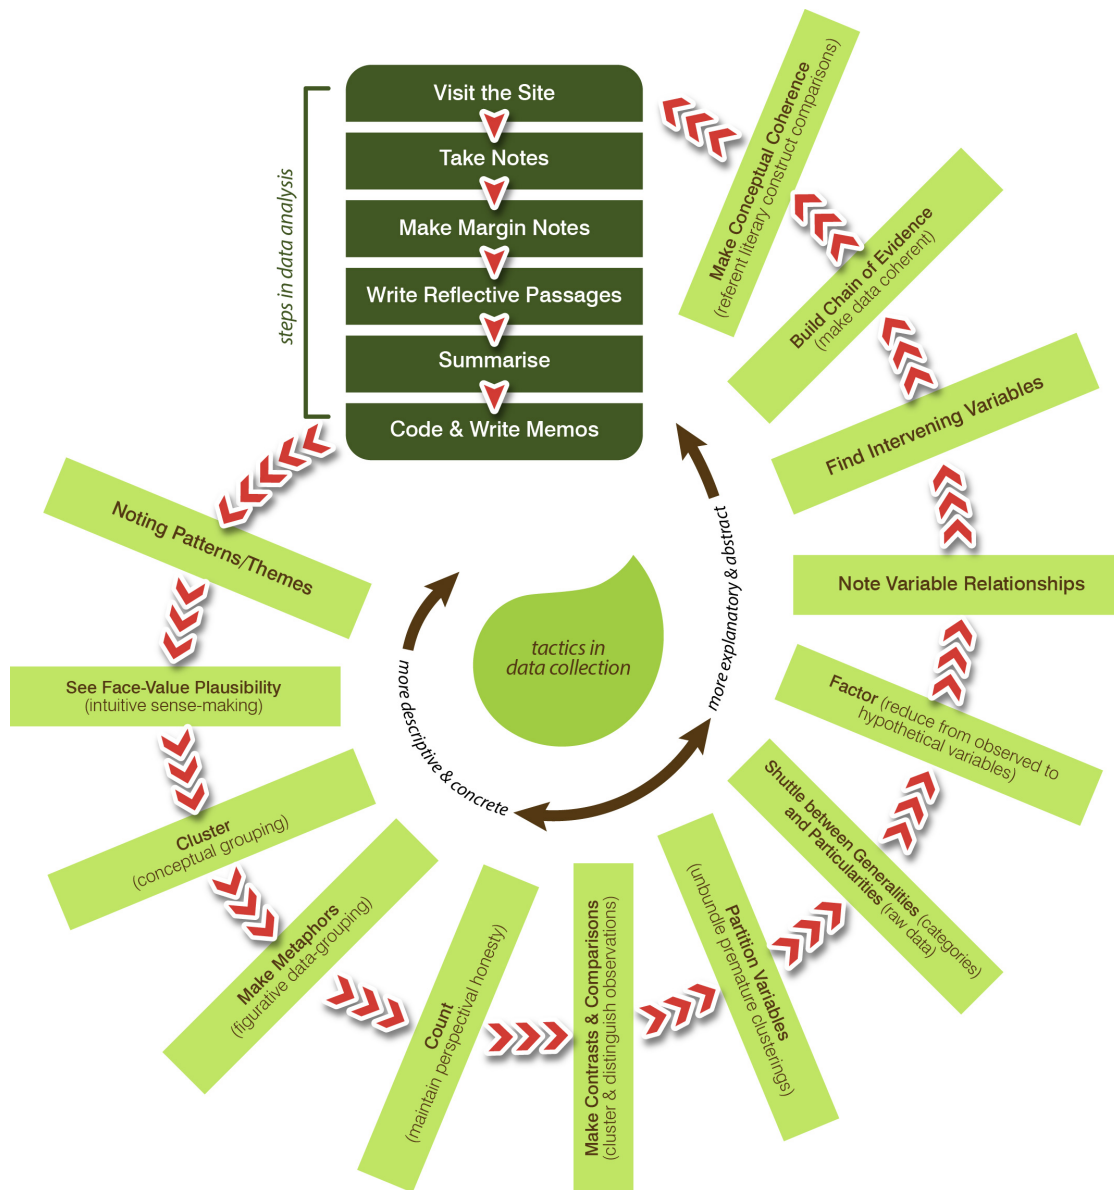 steps in data analysis
Visit the Site
Take Notes
Make Margin Notes
Write Reflective Passages
Summarise
Code & Write Memos
Noting Patterns/Themes
See Face-Value Plausibility
(intuitive sense-making)
Cluster
(conceptual grouping)
Make Metaphors
(figurative data-grouping)
Count
(maintain perspectival honesty)
Make Contrasts & Comparisons
(cluster & distinguish observations)
Partition Variables
(unbundle premature clusterings)
Shuttle between Generalities (categories)
and Particularities (raw
data)
Factor (reduce from observed to
hypothetical variables)
Note Variable Relationships
Find Intervening Variables
Build Chain of Evidence
(make data coherent)
Make Conceptual Coherence
(referent literary construct comparisons)
tactics in
data collection
more descriptive & concrete
more explanatory & abstract